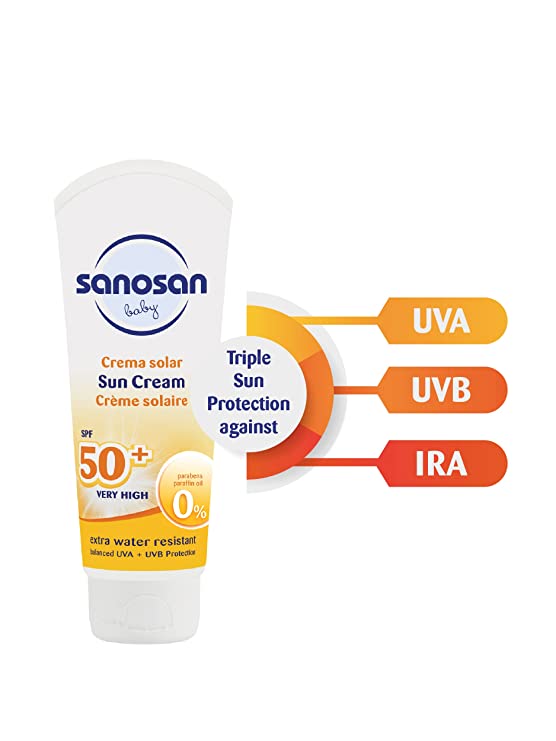 sanosan
baby
Crema solar
Sun Cream
Crème solaire
SPF
50+
VERY HIGH
parabens
paraffin oil
0%
extra water resistant
balanced UVA + UVB Protection
Triple
Sun
Protection
against
UVA
UVB
IRA